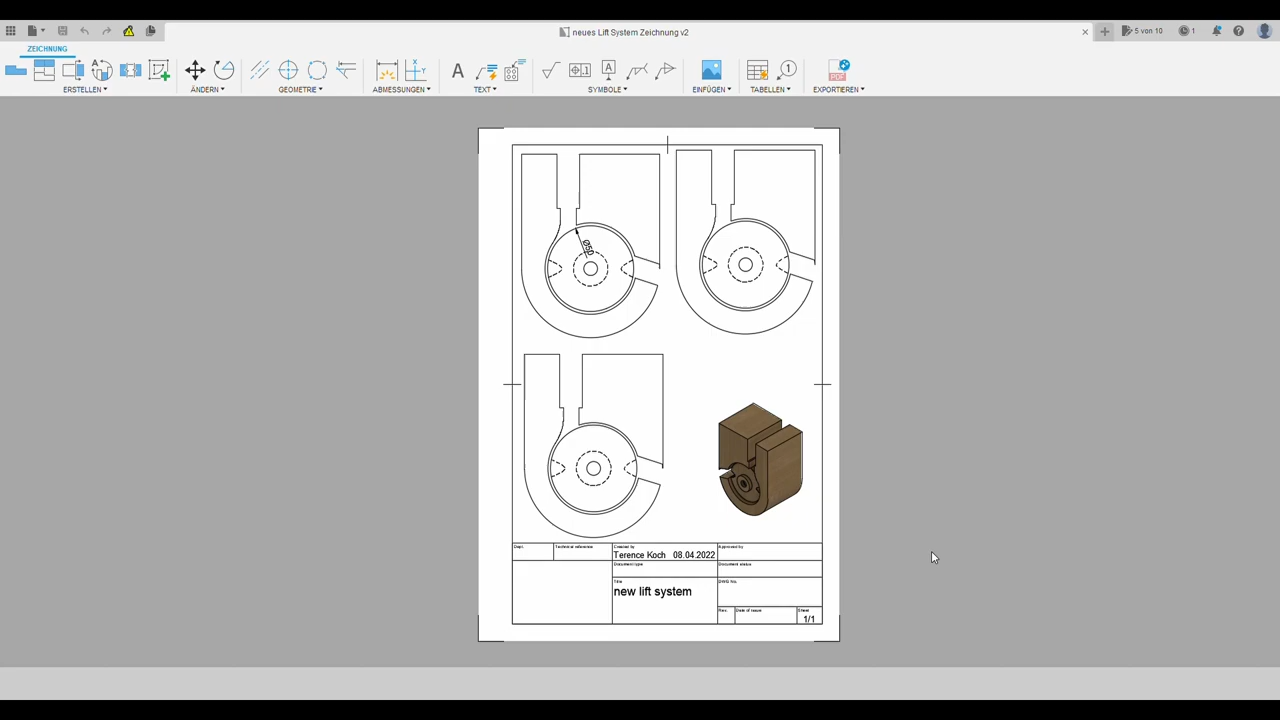 neues Lift System Zeichnung v2
5 von 10
1
ZEICHNUNG
ERSTELLEN
ÄNDERN
GEOMETRIE
ABMESSUNGEN
TEXT
SYMBOLE
EINFÜGEN
TABELLEN
EXPORTIEREN
Ø50
Dept.
Technical reference
Created by
Approved by
Terence Koch 08.04.2022
Document type
Document status
Title
DWG No.
new lift system
Rev.
Date of issue
Sheet
1/1